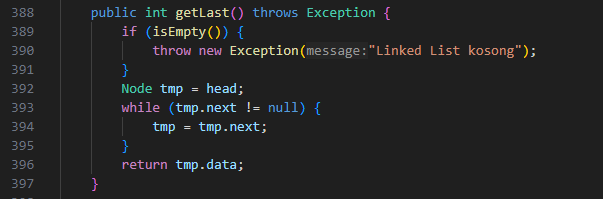 388 public int getLast() throws Exception {
389 if (isEmpty()) {
390 throw new Exception(message:"Linked List kosong");
391 }
392 Node tmp = head;
393 while (tmp.next != null) {
394 tmp = tmp.next;
395 }
396 return tmp.data;
397 }